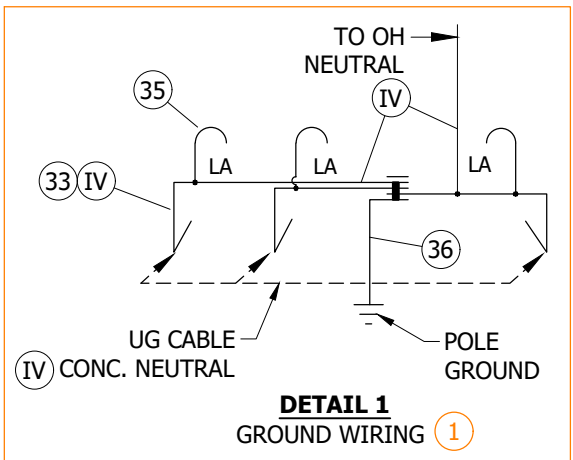 TO OH
NEUTRAL
35
IV
LA
LA
LA
33 IV
36
UG CABLE
IV CONC. NEUTRAL
POLE
GROUND
DETAIL 1
GROUND WIRING 1